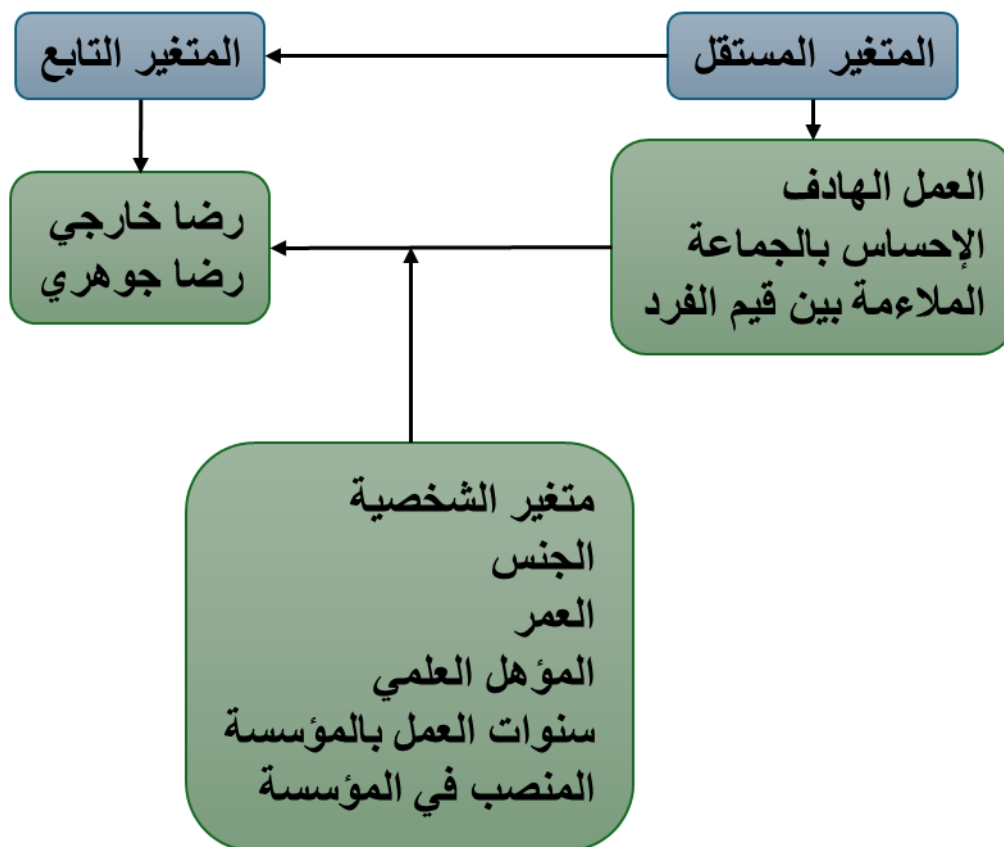 المتغير المستقل
المتغير التابع
العمل الهادف
الإحساس بالجماعة
الملاءمة بين قيم الفرد
رضا خارجي
رضا جوهري
متغير الشخصية
الجنس
العمر
المؤهل العلمي
سنوات العمل بالمؤسسة
المنصب في المؤسسة